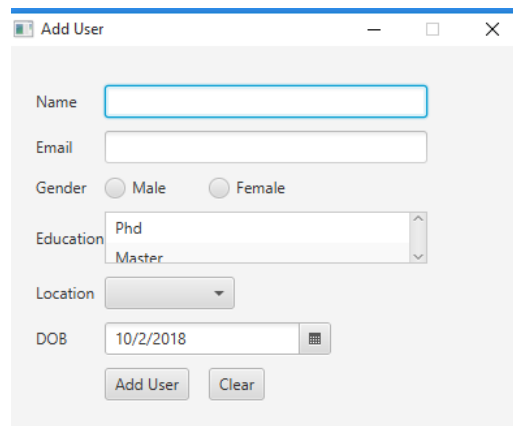 Add User
Name
Email
Gender Male Female
Education Phd
Master
Location
DOB 10/2/2018
Add User Clear